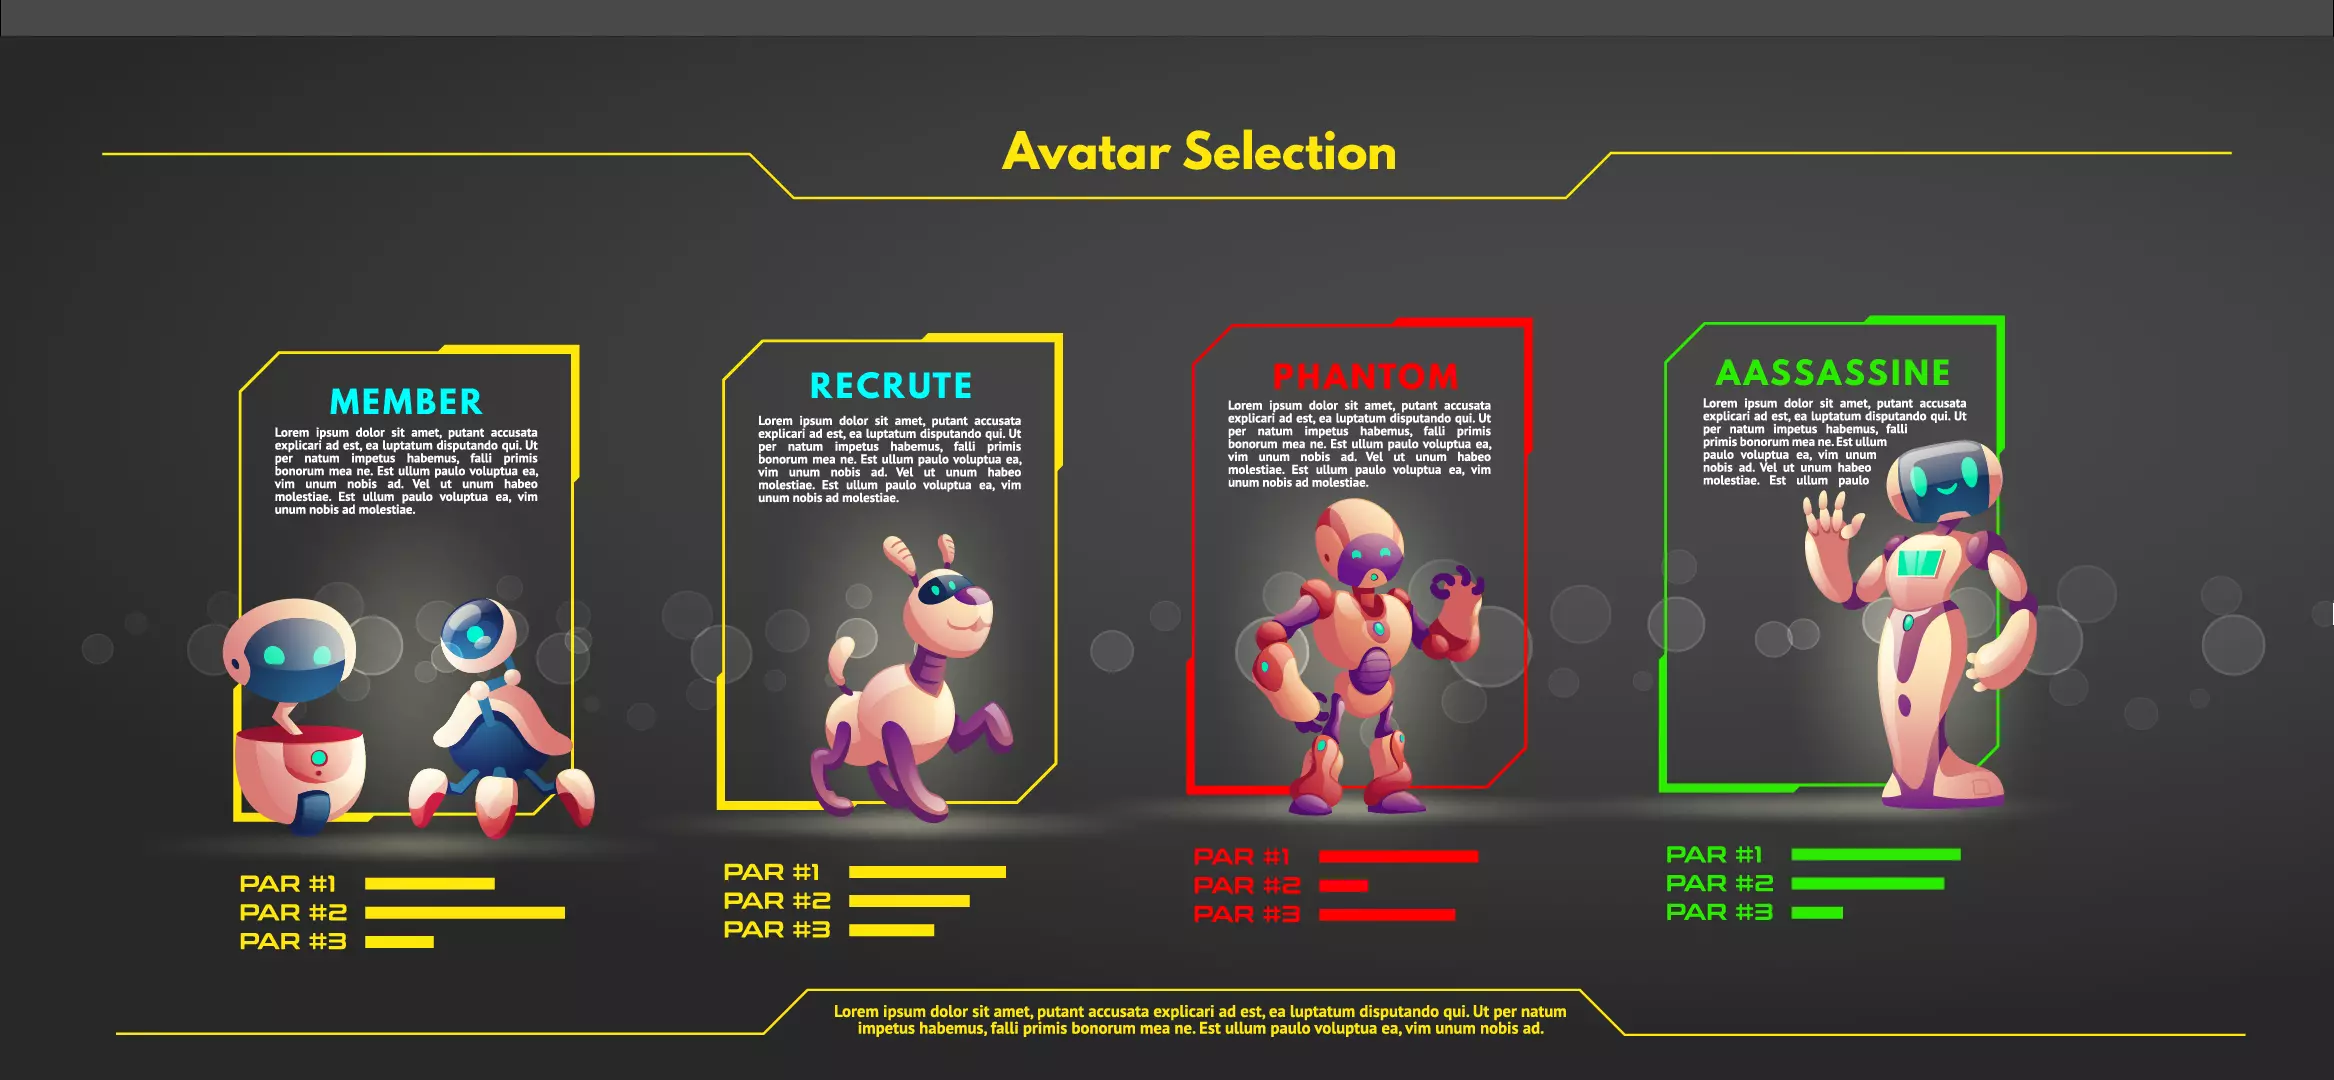 Avatar Selection
MEMBER
Lorem ipsum dolor sit amet, putant accusata
explicari ad est, ea luptatum disputando qui. Ut
per natum impetus habemus, falli primis
bonorum mea ne. Est ullum paulo voluptua ea,
vim unum nobis ad. Vel ut unum habeo
molestiae. Est ullum paulo voluptua ea, vim
unum nobis ad molestiae.
PAR #1
PAR #2
PAR #3
RECRUTE
Lorem ipsum dolor sit amet, putant accusata
explicari ad est, ea luptatum disputando qui. Ut
per natum impetus habemus, falli primis
bonorum mea ne. Est ullum paulo voluptua ea,
vim unum nobis ad. Vel ut unum habeo
molestiae. Est ullum paulo voluptua ea, vim
unum nobis ad molestiae.
PAR #1
PAR #2
PAR #3
PHANTOM
Lorem ipsum dolor sit amet, putant accusata
explicari ad est, ea luptatum disputando qui. Ut
per natum impetus habemus, falli primis
bonorum mea ne. Est ullum paulo voluptua ea,
vim unum nobis ad. Vel ut unum habeo
molestiae. Est ullum paulo voluptua ea, vim
unum nobis ad molestiae.
PAR #1
PAR #2
PAR #3
AASSASSINE
Lorem ipsum dolor sit amet, putant accusata
explicari ad est, ea luptatum disputando qui. Ut
per natum impetus habemus, falli
primis bonorum mea ne. Est ullum
paulo voluptua ea, vim unum
nobis ad. Vel ut unum habeo
molestiae. Est ullum paulo
PAR #1
PAR #2
PAR #3
Lorem ipsum dolor sit amet, putant accusata explicari ad est, ea luptatum disputando qui. Ut per natum
impetus habemus, falli primis bonorum mea ne. Est ullum paulo voluptua ea, vim unum nobis ad.